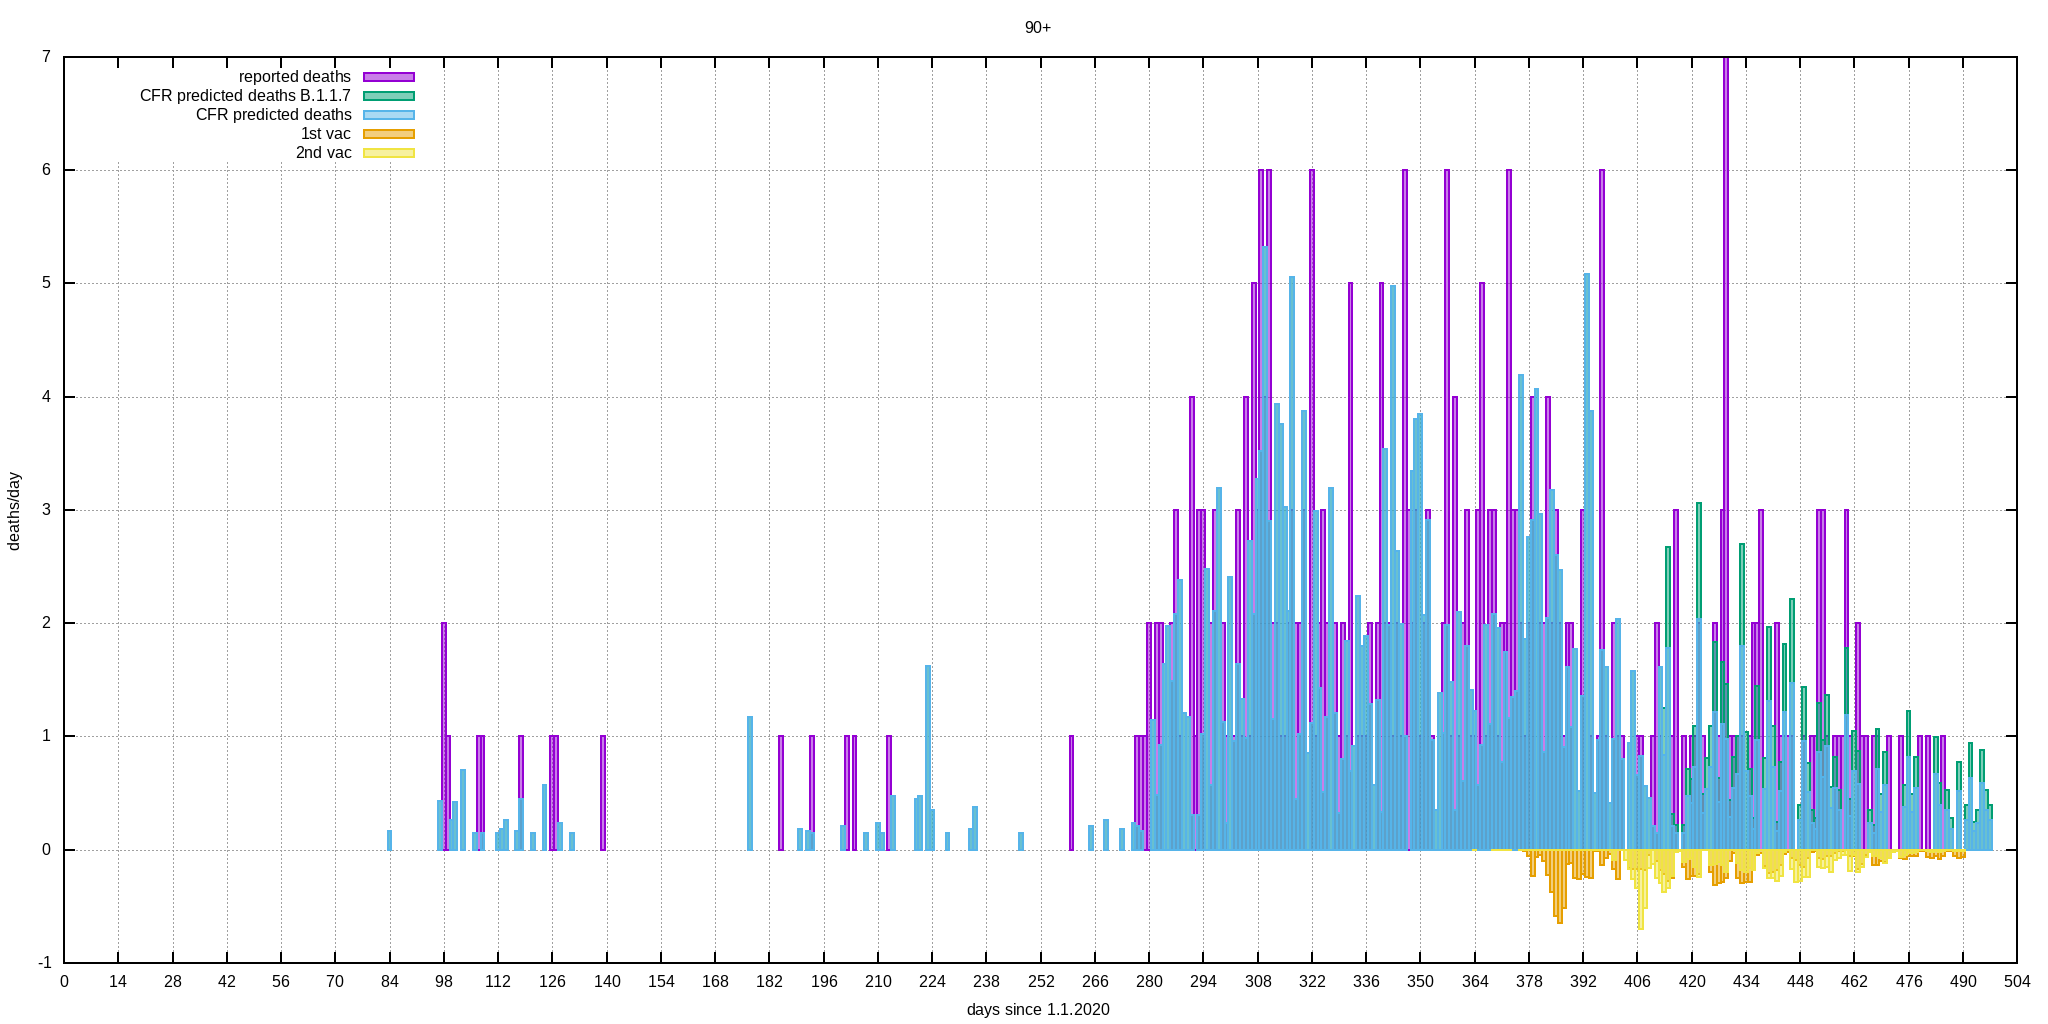 90+
7
reported deaths
CFR predicted deaths B.1.1.7
CFR predicted deaths
1st vac
2nd vac
6
5
4
3
2
1
0
-1
deaths/day
0 14 28 42 56 70 84 98 112 126 140 154 168 182 196 210 224 238 252 266 280 294 308 322 336 350 364 378 392 406 420 434 448 462 476 490 504
days since 1.1.2020